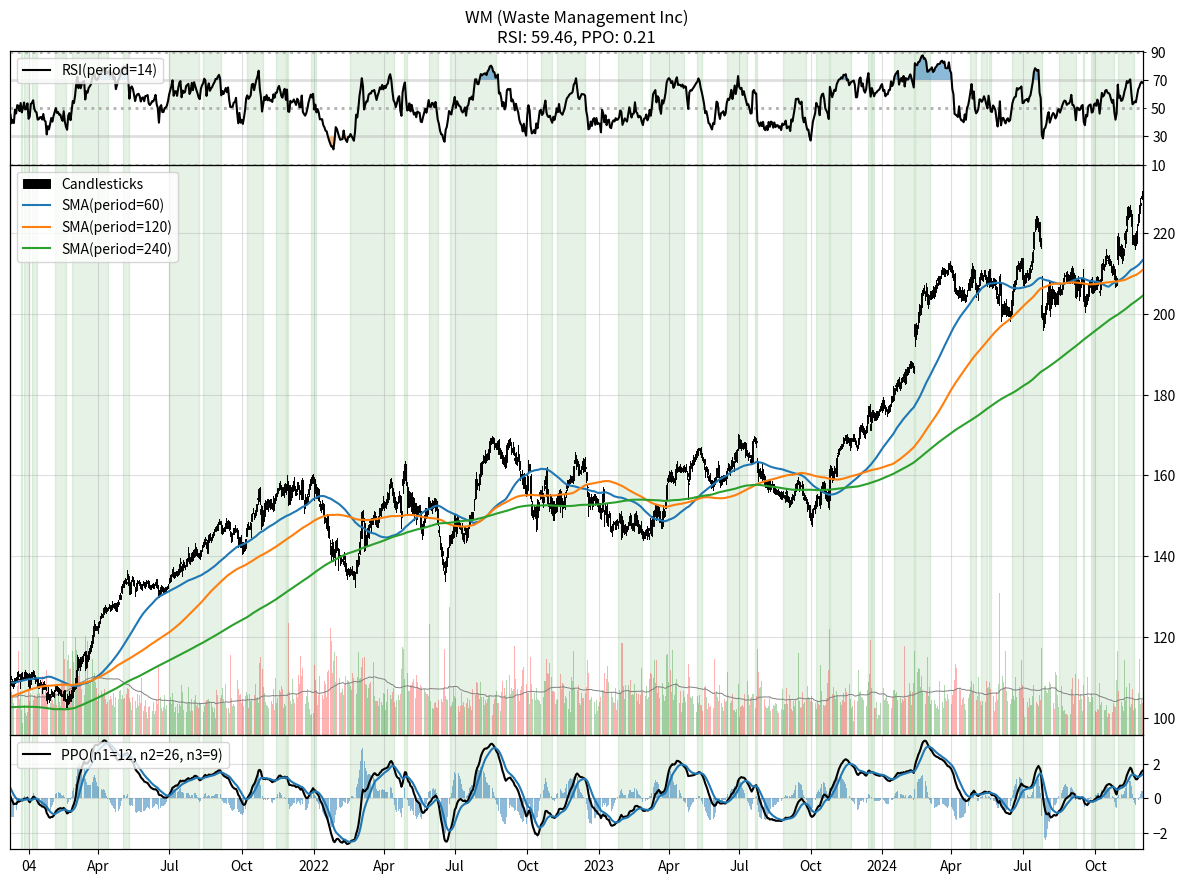 WM (Waste Management Inc)
RSI: 59.46, PPO: 0.21
RSI(period=14)
90
70
50
30
10
Candlesticks
SMA(period=60)
SMA(period=120)
SMA(period=240)
220
200
180
160
140
120
100
PPO(n1=12, n2=26, n3=9)
2
0
−2
04 Apr Jul Oct 2022 Apr Jul Oct 2023 Apr Jul Oct 2024 Apr Jul Oct